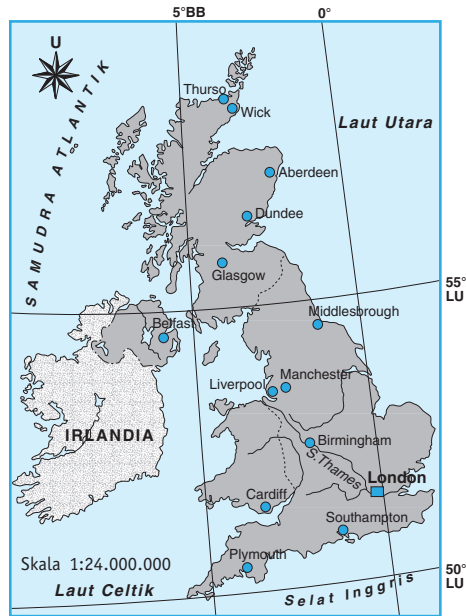 5°BB
0°
U
SAMUDRA ATLANTIK
Thurso
Wick
Laut Utara
Aberdeen
Dundee
Glasgow
55°
LU
Middlesbrough
Belfast
Manchester
Liverpool
IRLANDIA
Birmingham
S.Thames
London
Cardiff
Southampton
Skala 1:24.000.000
Plymouth
50°
LU
Laut Celtik
Selat Inggris